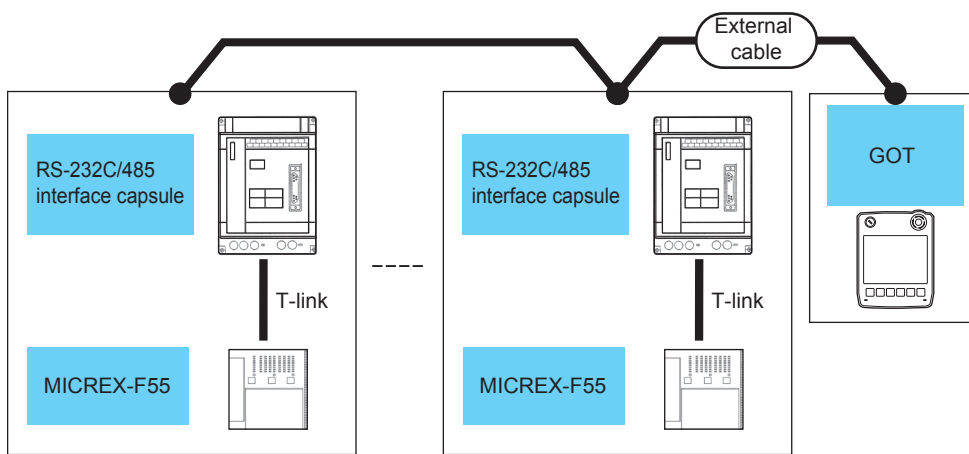 External
cable
RS-232C/485
interface capsule
T-link
MICREX-F55
RS-232C/485
interface capsule
T-link
MICREX-F55
GOT